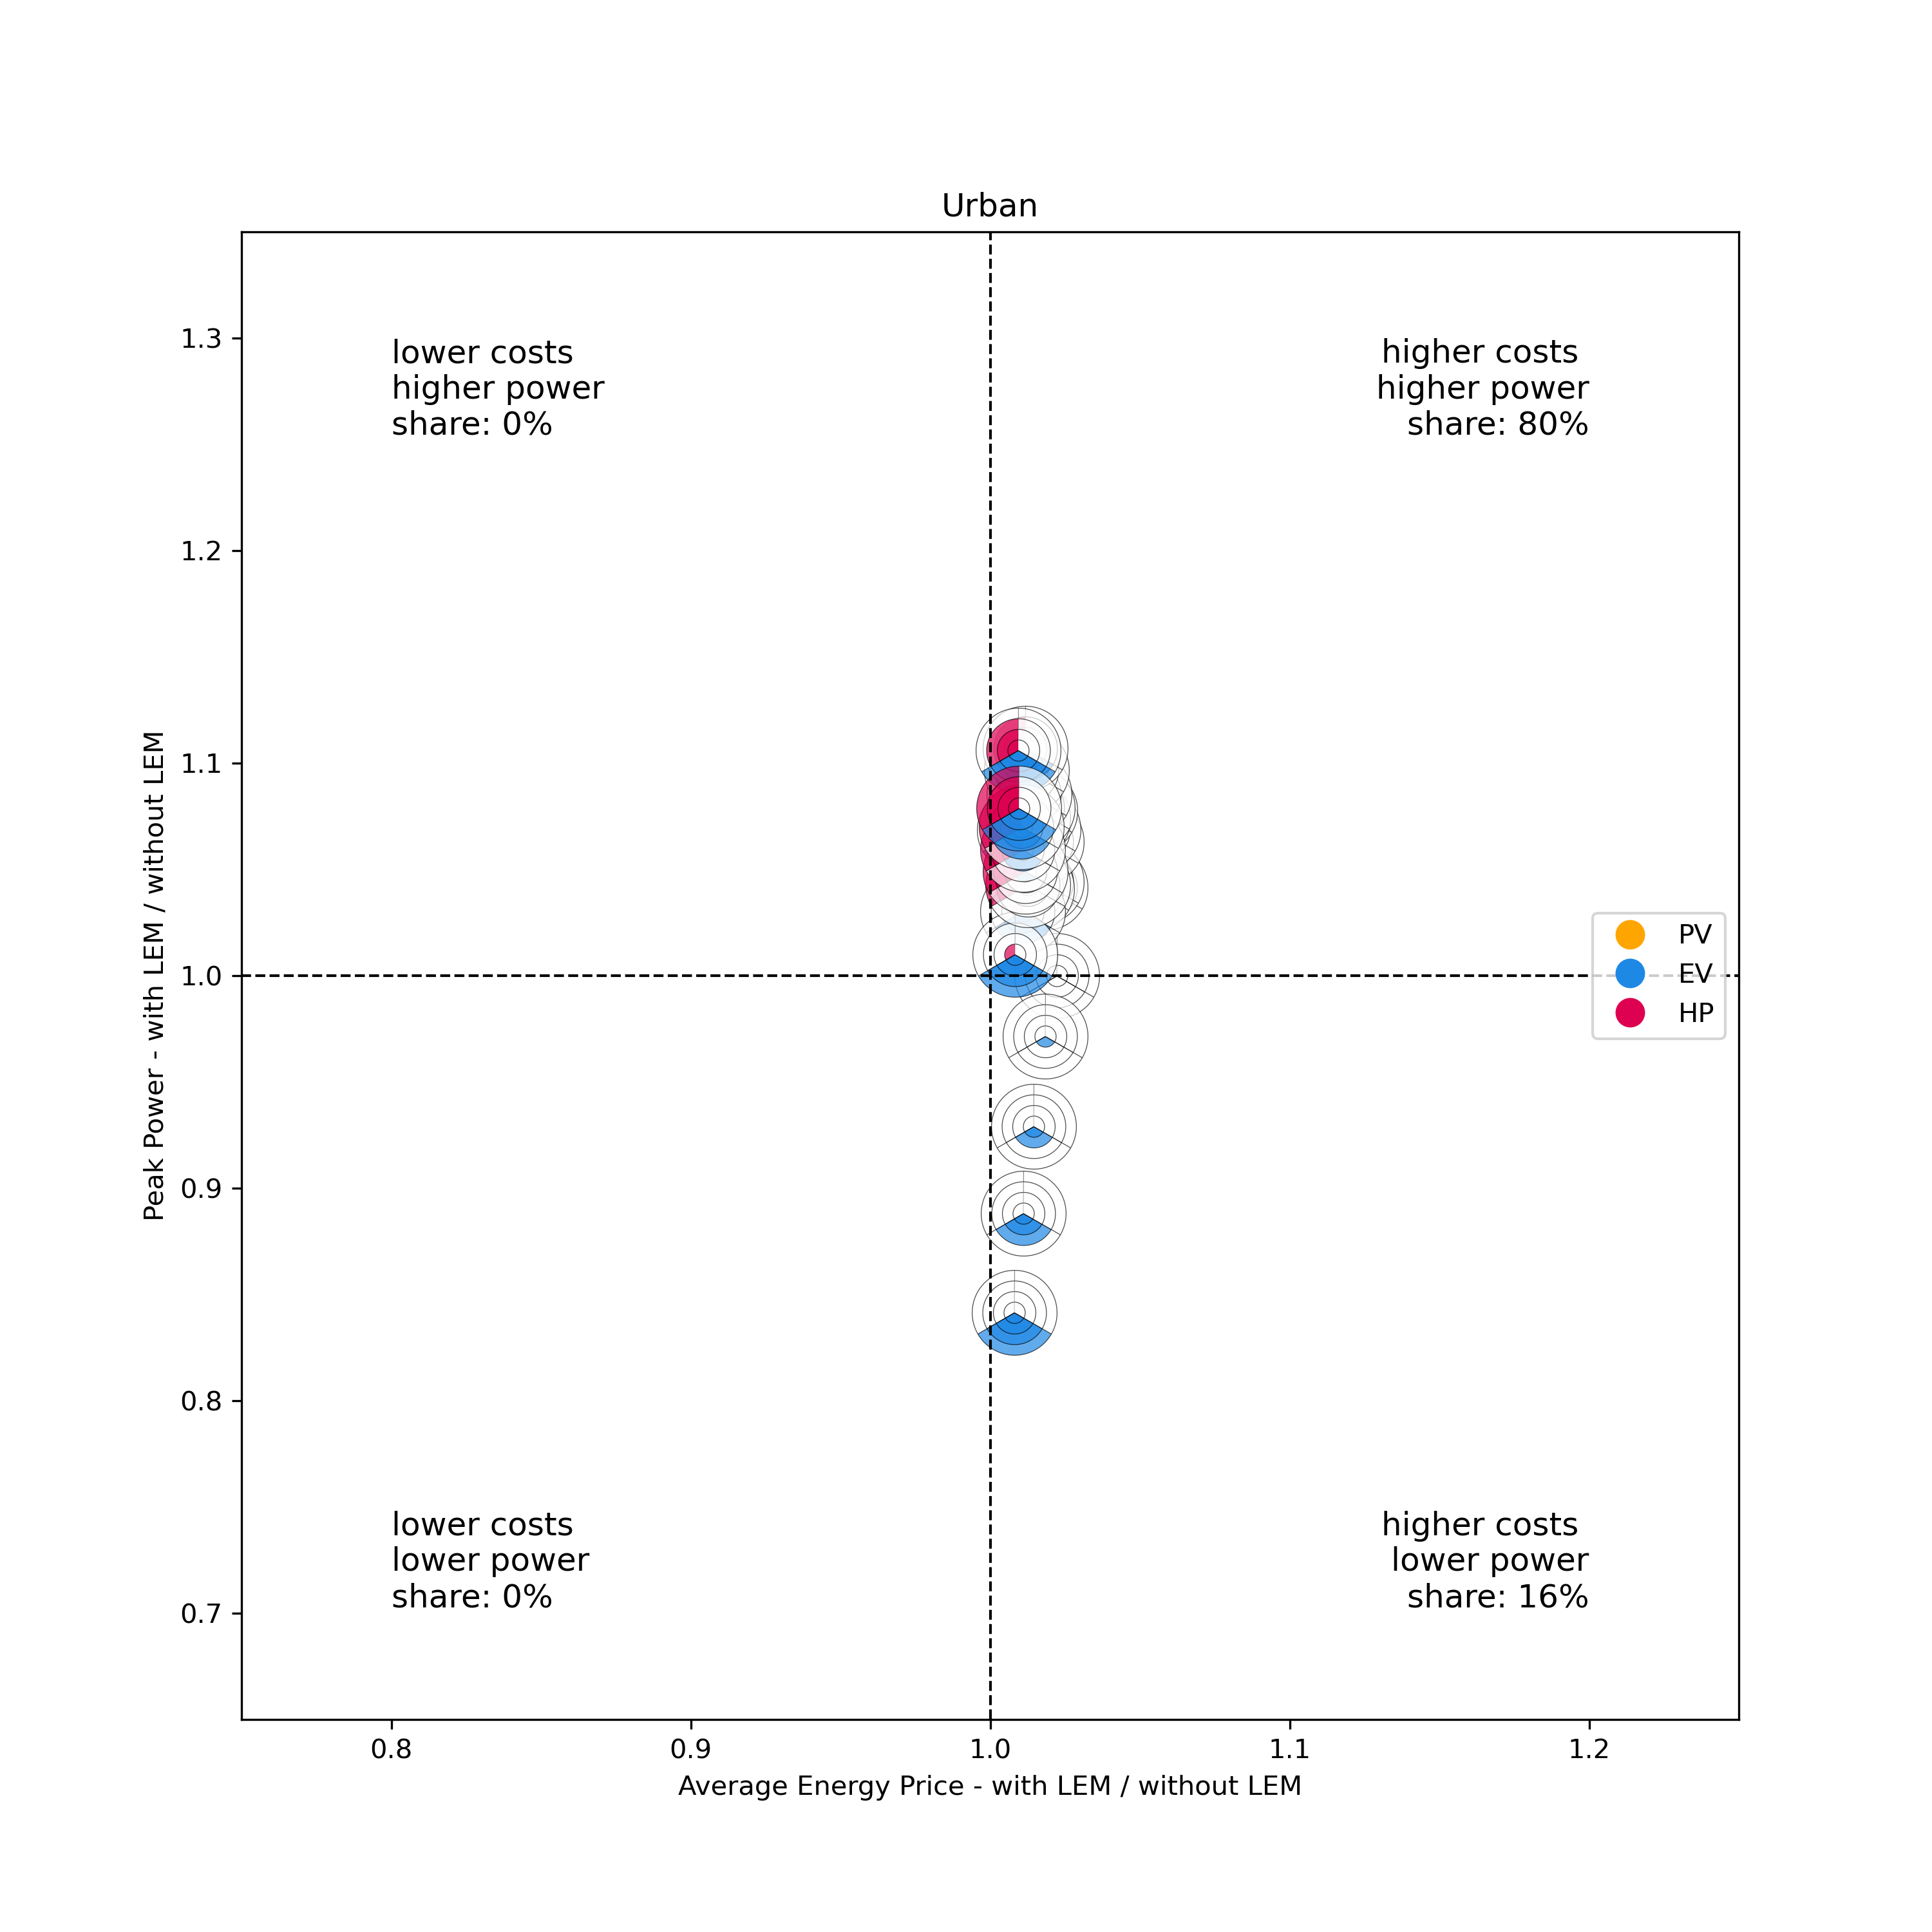 Urban
lower costs
higher power
share: 0%
higher costs
higher power
share: 80%
1.3
1.2
1.1
1.0
0.9
0.8
0.7
Peak Power - with LEM / without LEM
PV
EV
HP
lower costs
lower power
share: 0%
higher costs
lower power
share: 16%
0.8
0.9
1.0
1.1
1.2
Average Energy Price - with LEM / without LEM